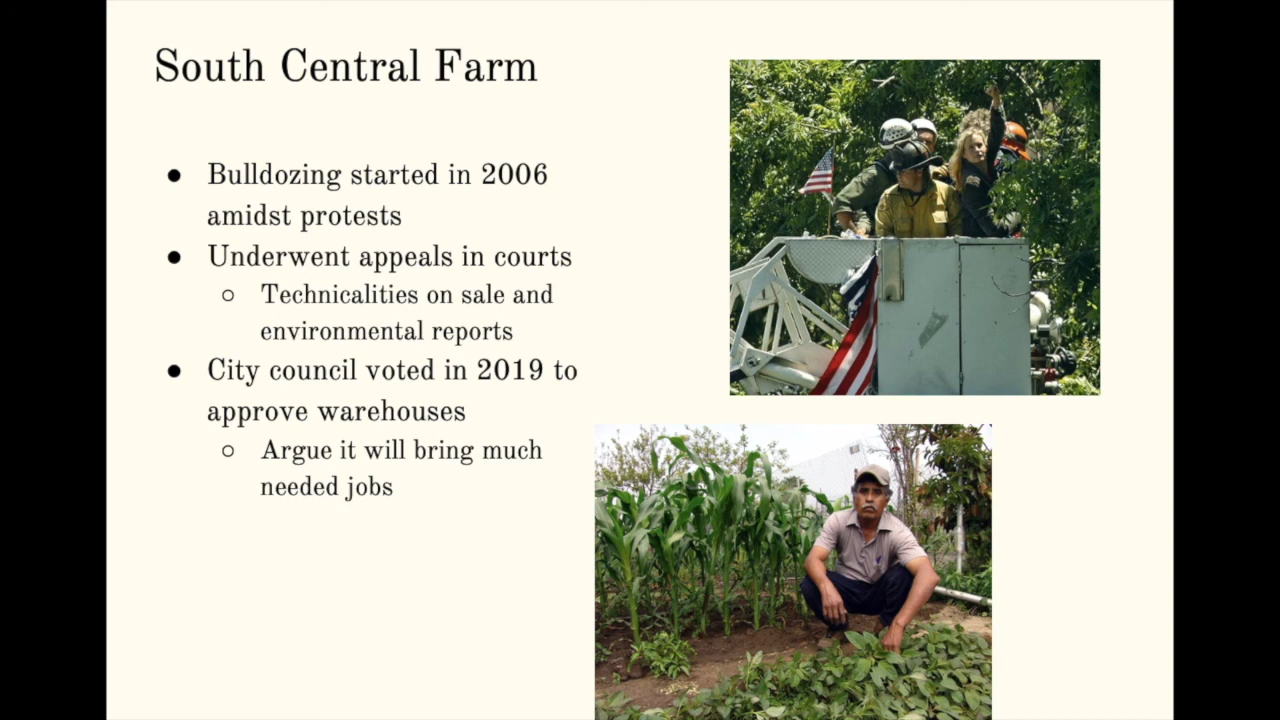 South Central Farm
● Bulldozing started in 2006
amidst protests
● Underwent appeals in courts
○ Technicalities on sale and
environmental reports
● City council voted in 2019 to
approve warehouses
○ Argue it will bring much
needed jobs